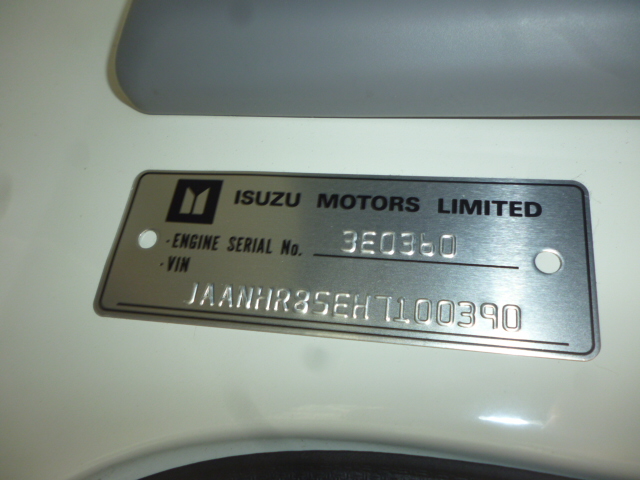 ISUZU MOTORS LIMITED
·ENGINE SERIAL No. 3E0360
·VIN
JAANHR85EH7100390